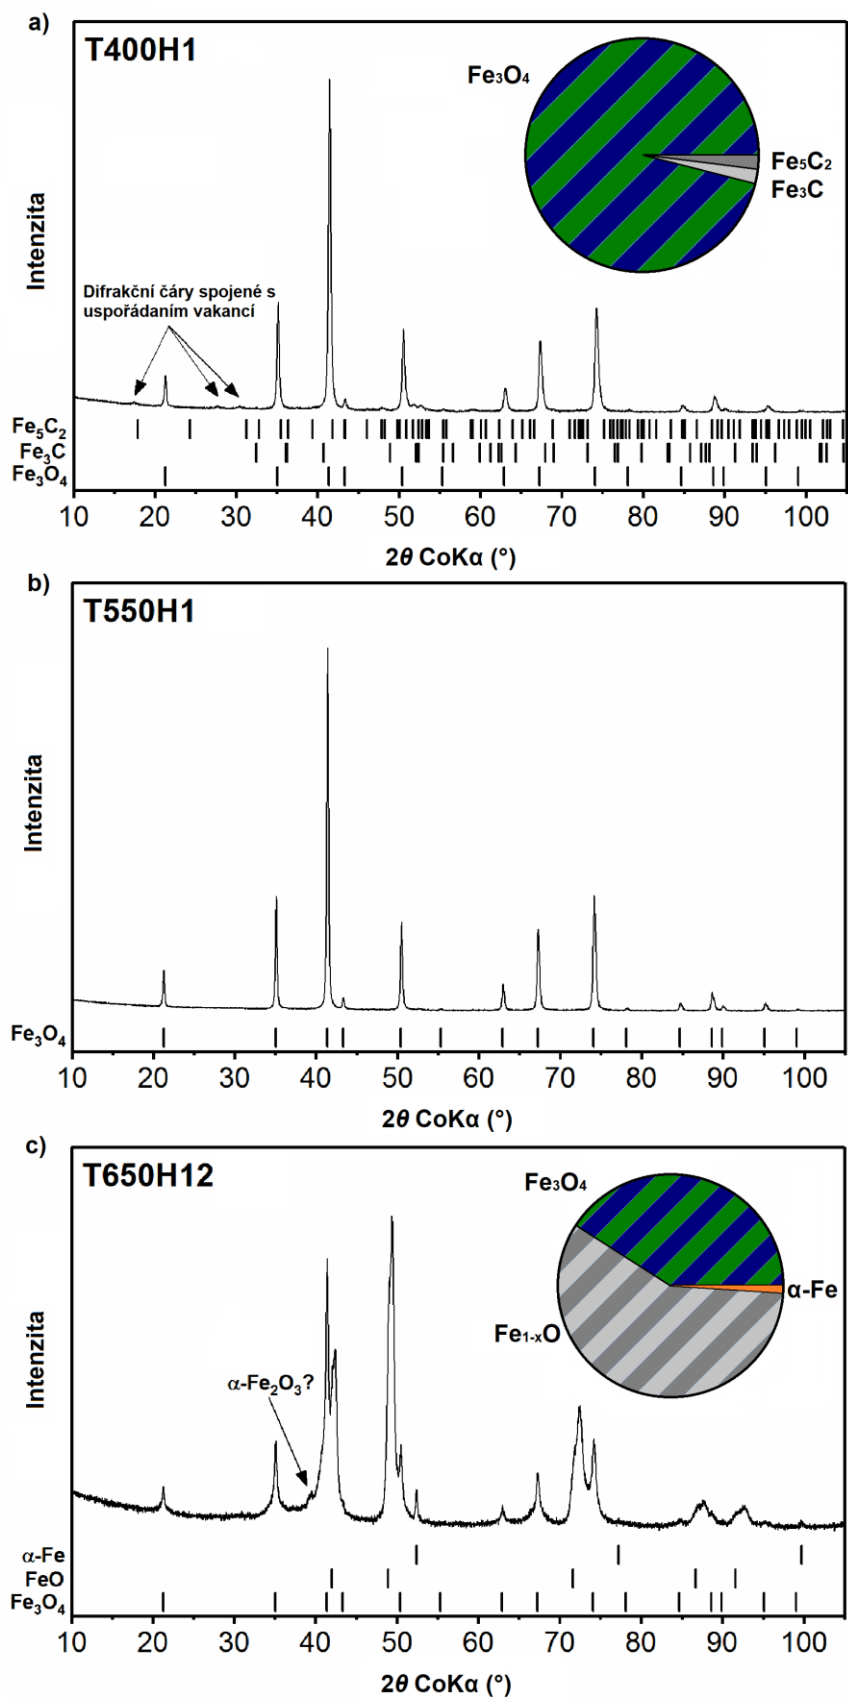 a)
T400H1
Fe₃O₄
Fe₅C₂
Fe₃C
Intenzita
Difrakční čáry spojené s
uspořádaním vakancí
Fe₅C₂
Fe₃C
Fe₃O₄
10 20 30 40 50 60 70 80 90 100
2θ CoKα (°)
b)
T550H1
Intenzita
Fe₃O₄
10 20 30 40 50 60 70 80 90 100
2θ CoKα (°)
c)
T650H12
Fe₃O₄
α-Fe
Fe₁₋ₓO
Intenzita
α-Fe₂O₃?
α-Fe
FeO
Fe₃O₄
10 20 30 40 50 60 70 80 90 100
2θ CoKα (°)